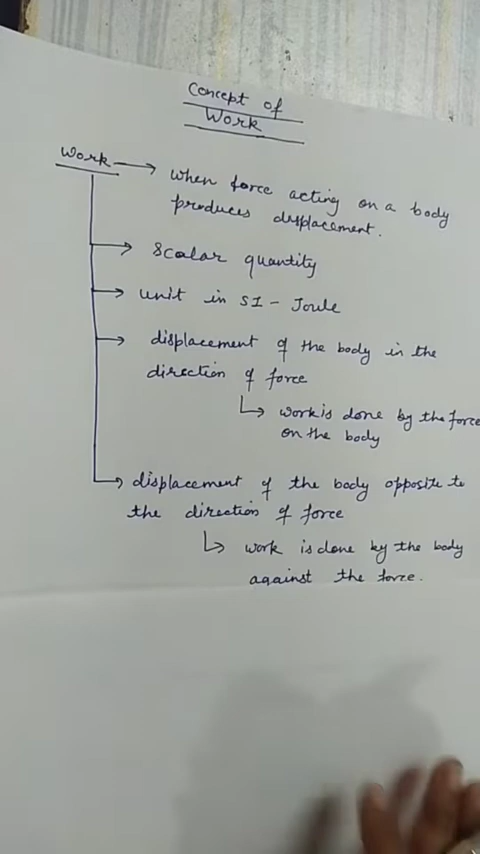 Concept of
Work
Work → when force acting on a body
produces displacement.
→ Scalar quantity
→ unit in SI - Joule
→ displacement of the body in the
direction of force
↳ work is done by the force
on the body
→ displacement of the body opposite to
the direction of force
↳ work is done by the body
against the force.